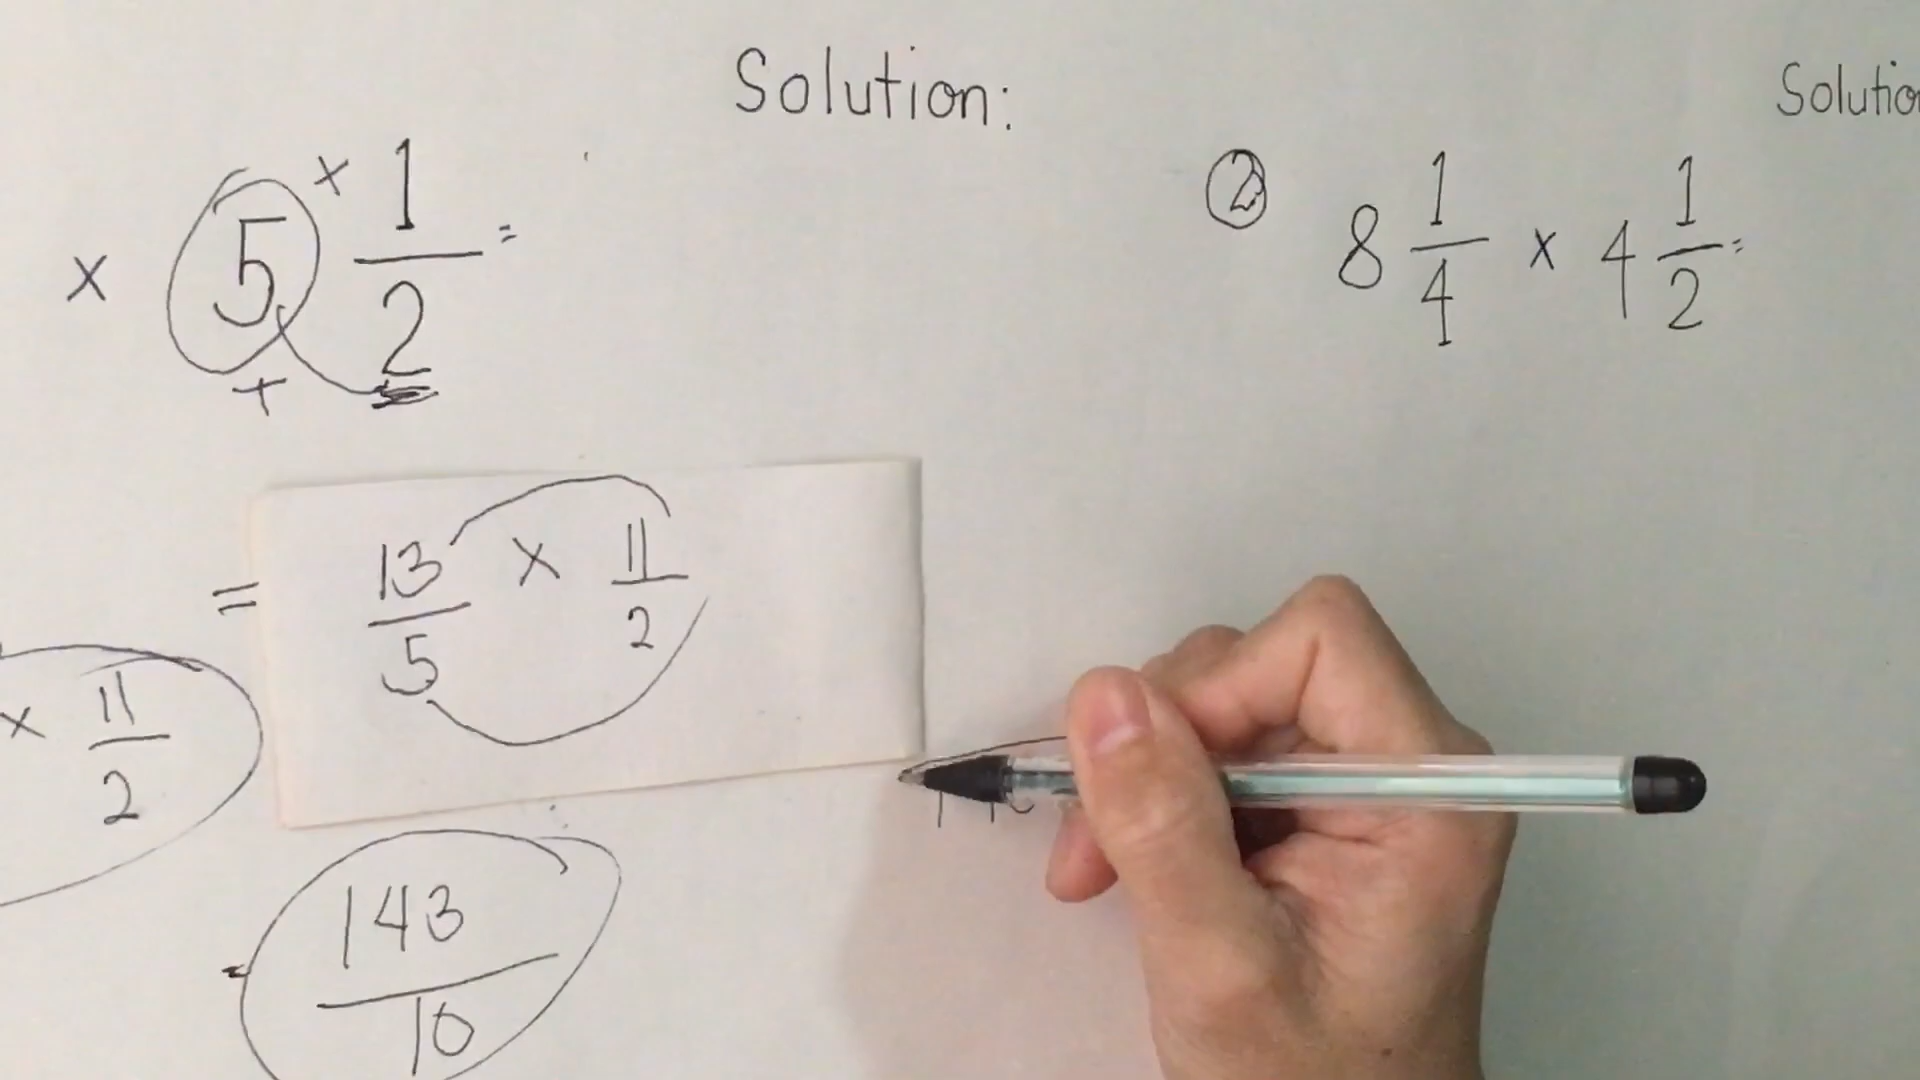 Solution:
Solutio
× 5 × 1/2 =
+
② 8 1/4 × 4 1/2 =
= 13/5 × 11/2
× 11/2
= 143/10